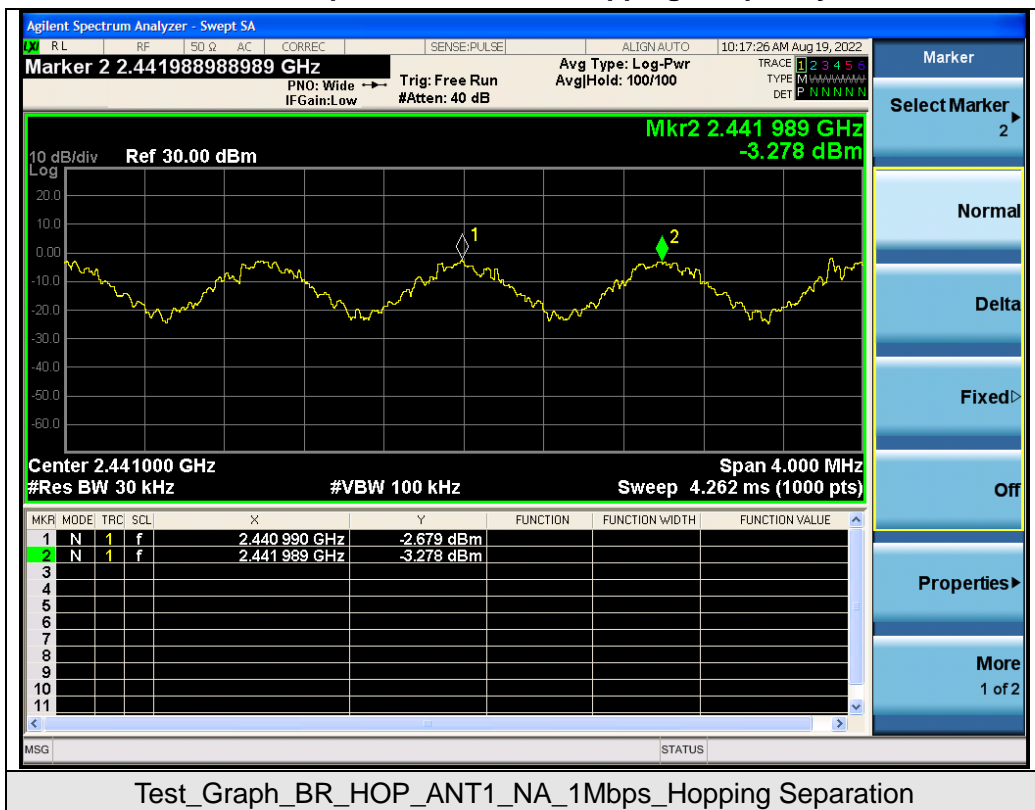 Agilent Spectrum Analyzer - Swept SA
LXI RL RF 50 Ω AC CORREC SENSE:PULSE ALIGN AUTO 10:17:26 AM Aug 19, 2022
Marker 2 2.441988988989 GHz
PNO: Wide
IFGain:Low
Trig: Free Run
#Atten: 40 dB
Avg Type: Log-Pwr
Avg|Hold: 100/100
TRACE 1 2 3 4 5 6
TYPE M WWWWW
DET P N N N N N
Mkr2 2.441 989 GHz
-3.278 dBm
10 dB/div Ref 30.00 dBm
Log
20.0
10.0
0.00
-10.0
-20.0
-30.0
-40.0
-50.0
-60.0
1
2
Center 2.441000 GHz Span 4.000 MHz
#Res BW 30 kHz #VBW 100 kHz Sweep 4.262 ms (1000 pts)
MKR MODE TRC SCL X Y FUNCTION FUNCTION WIDTH FUNCTION VALUE
1 N 1 f 2.440 990 GHz -2.679 dBm
2 N 1 f 2.441 989 GHz -3.278 dBm
3
4
5
6
7
8
9
10
11
MSG STATUS
Marker
Select Marker
2
Normal
Delta
Fixed
Off
Properties
More
1 of 2
Test_Graph_BR_HOP_ANT1_NA_1Mbps_Hopping Separation